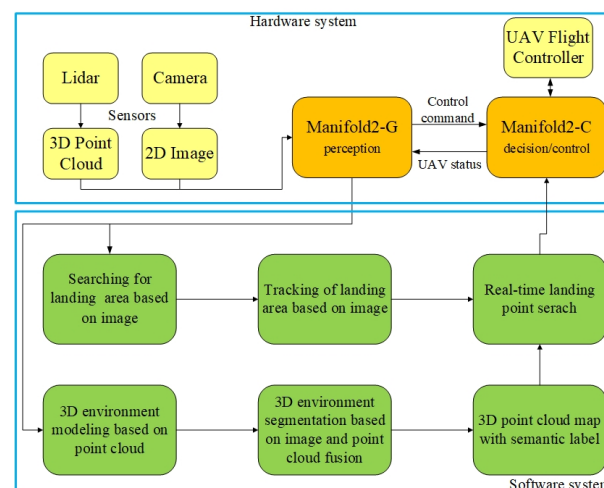 Hardware system
UAV Flight
Controller
Lidar
Camera
Sensors
3D Point
Cloud
2D Image
Manifold2-G
perception
Control
command
UAV status
Manifold2-C
decision/control
Searching for
landing area based
on image
Tracking of landing
area based on image
Real-time landing
point serach
3D environment
modeling based on
point cloud
3D environment
segmentation based
on image and point
cloud fusion
3D point cloud map
with semantic label
Software system